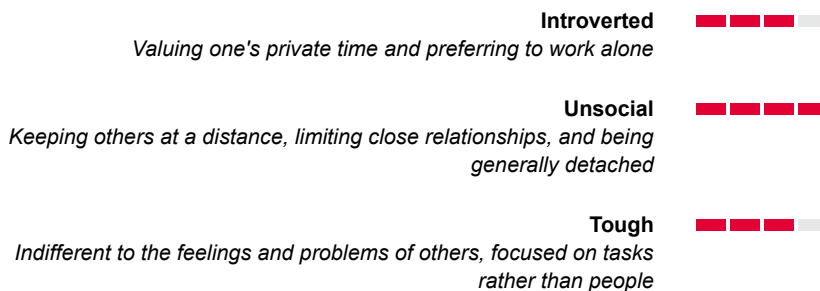 Introverted
Valuing one's private time and preferring to work alone
Unsocial
Keeping others at a distance, limiting close relationships, and being
generally detached
Tough
Indifferent to the feelings and problems of others, focused on tasks
rather than people